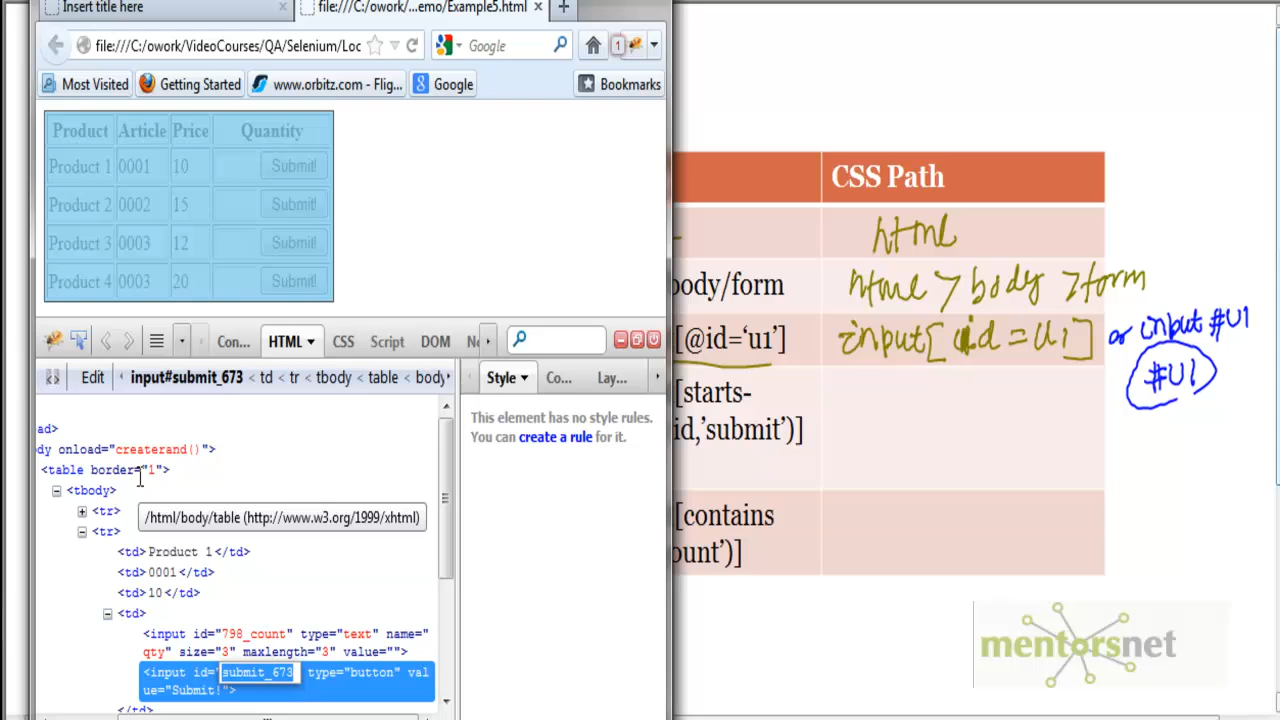 Insert title here
file:///C:/owork/...emo/Example5.html
file:///C:/owork/VideoCourses/QA/Selenium/Loc
Google
1
Most Visited
Getting Started
www.orbitz.com - Flig...
Google
Bookmarks
Product Article Price Quantity
Product 1 0001 10 Submit!
Product 2 0002 15 Submit!
Product 3 0003 12 Submit!
Product 4 0003 20 Submit!
Con...
HTML
CSS
Script
DOM
Edit
input#submit_673 < td < tr < tbody < table < body
Style
Co...
Lay...
This element has no style rules.
You can create a rule for it.
ad>
dy onload="createrand()">
<table border="1">
<tbody>
<tr>
/html/body/table (http://www.w3.org/1999/xhtml)
<tr>
<td>Product 1</td>
<td>0001</td>
<td>10</td>
<td>
<input id="798_count" type="text" name="
qty" size="3" maxlength="3" value="">
<input id="submit_673 type="button" val
ue="Submit!">
</td>
CSS Path
html
body/form
html > body > form
[@id='u1']
input[id=U1]
or input #U1
#U1
[starts-
id,'submit')]
[contains
ount')]
mentorsnet